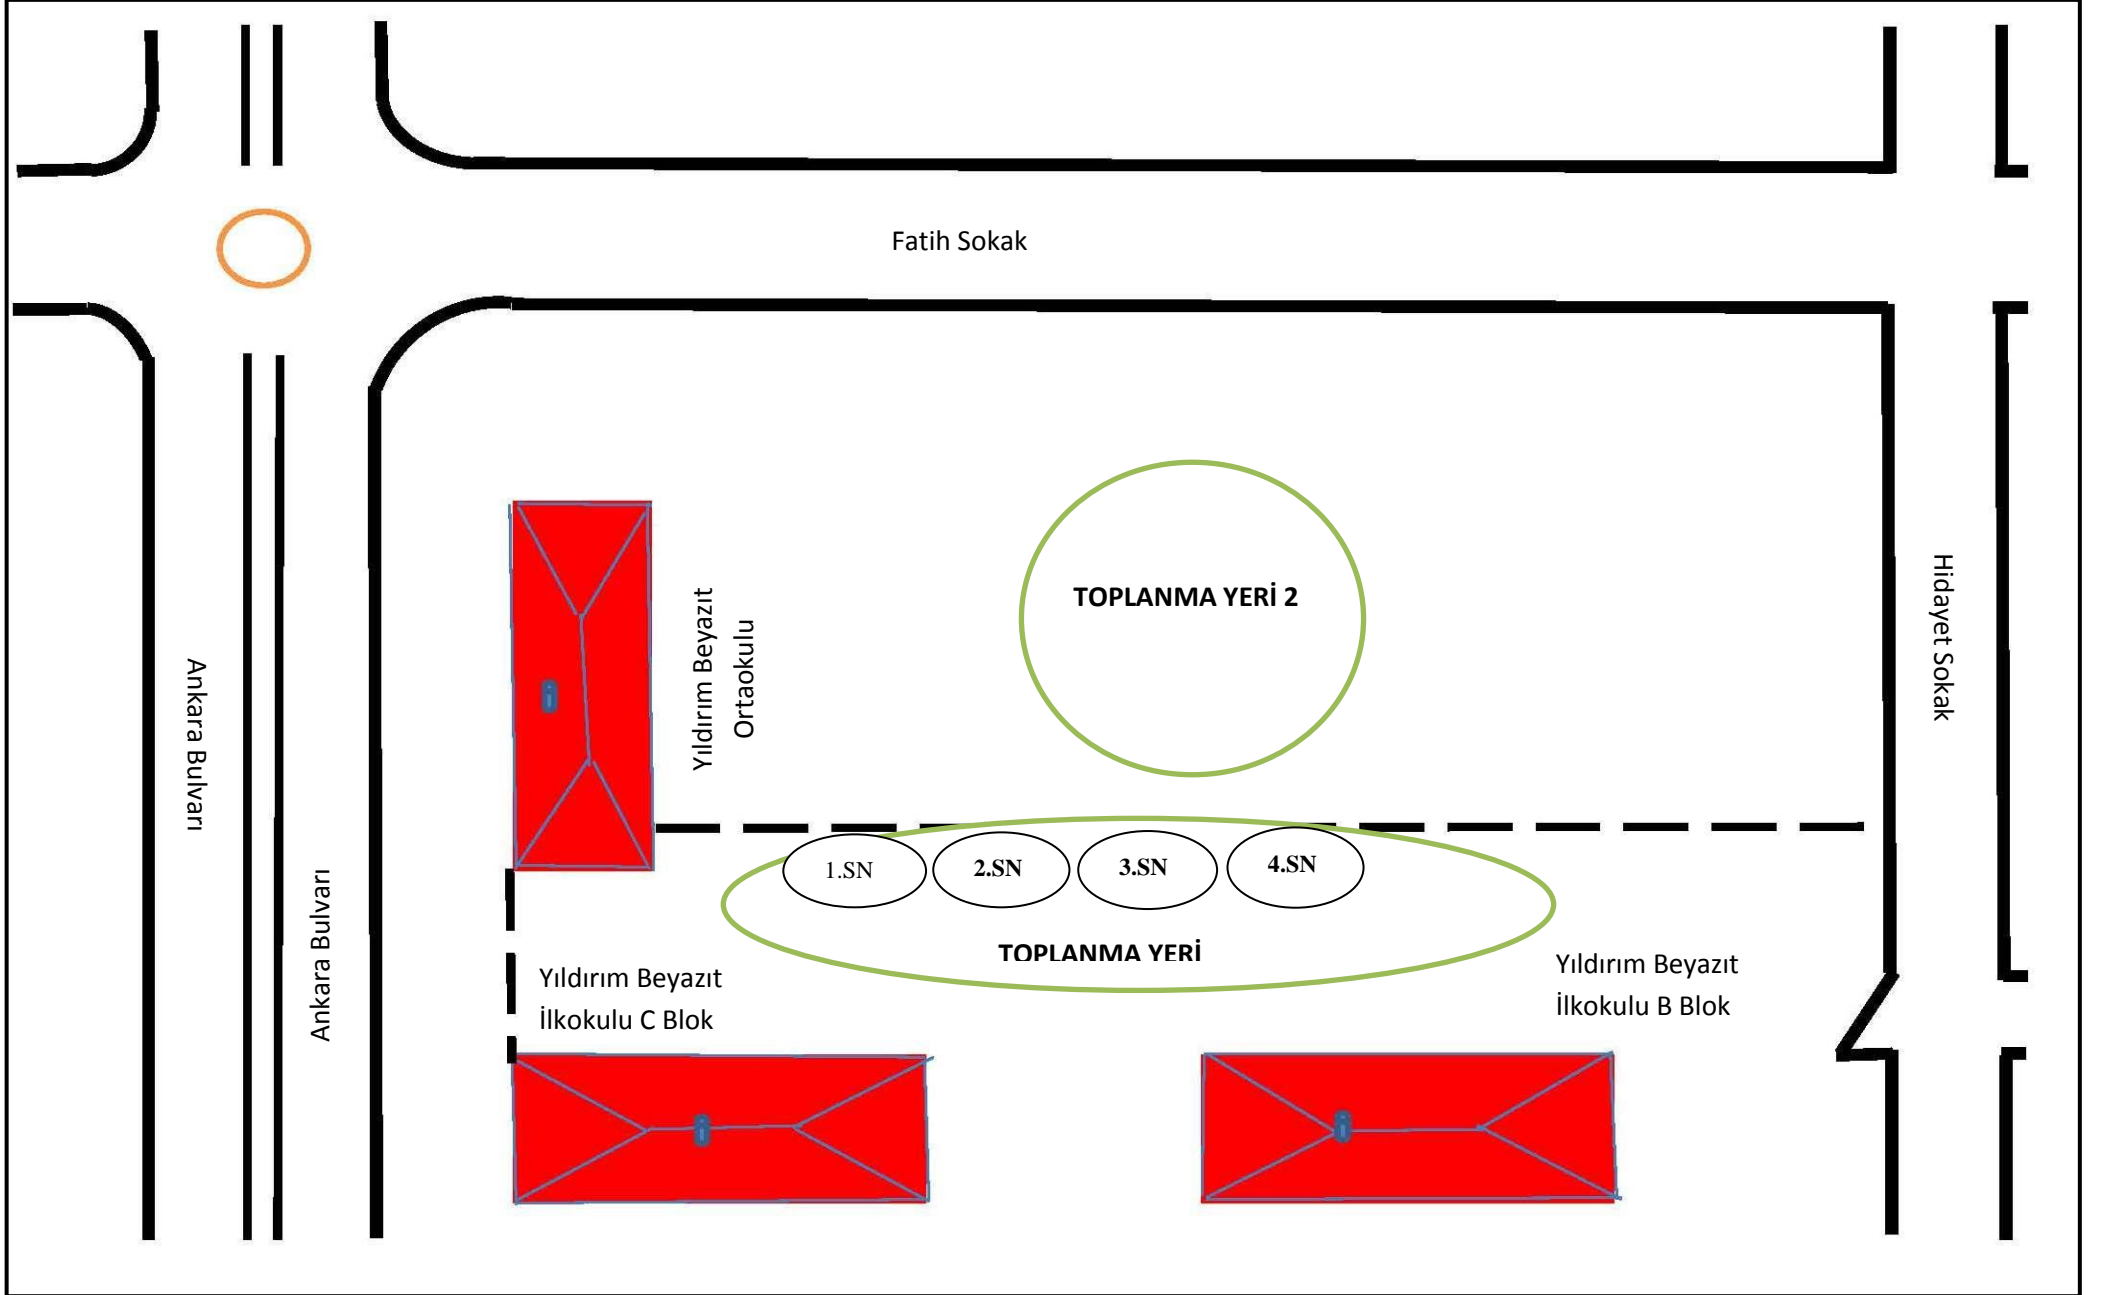 Fatih Sokak
TOPLANMA YERİ 2
Hidayet Sokak
Yıldırım Beyazıt
Ortaokulu
Ankara Bulvarı
Ankara Bulvarı
1.SN
2.SN
3.SN
4.SN
TOPLANMA YERİ
Yıldırım Beyazıt
İlkokulu C Blok
Yıldırım Beyazıt
İlkokulu B Blok